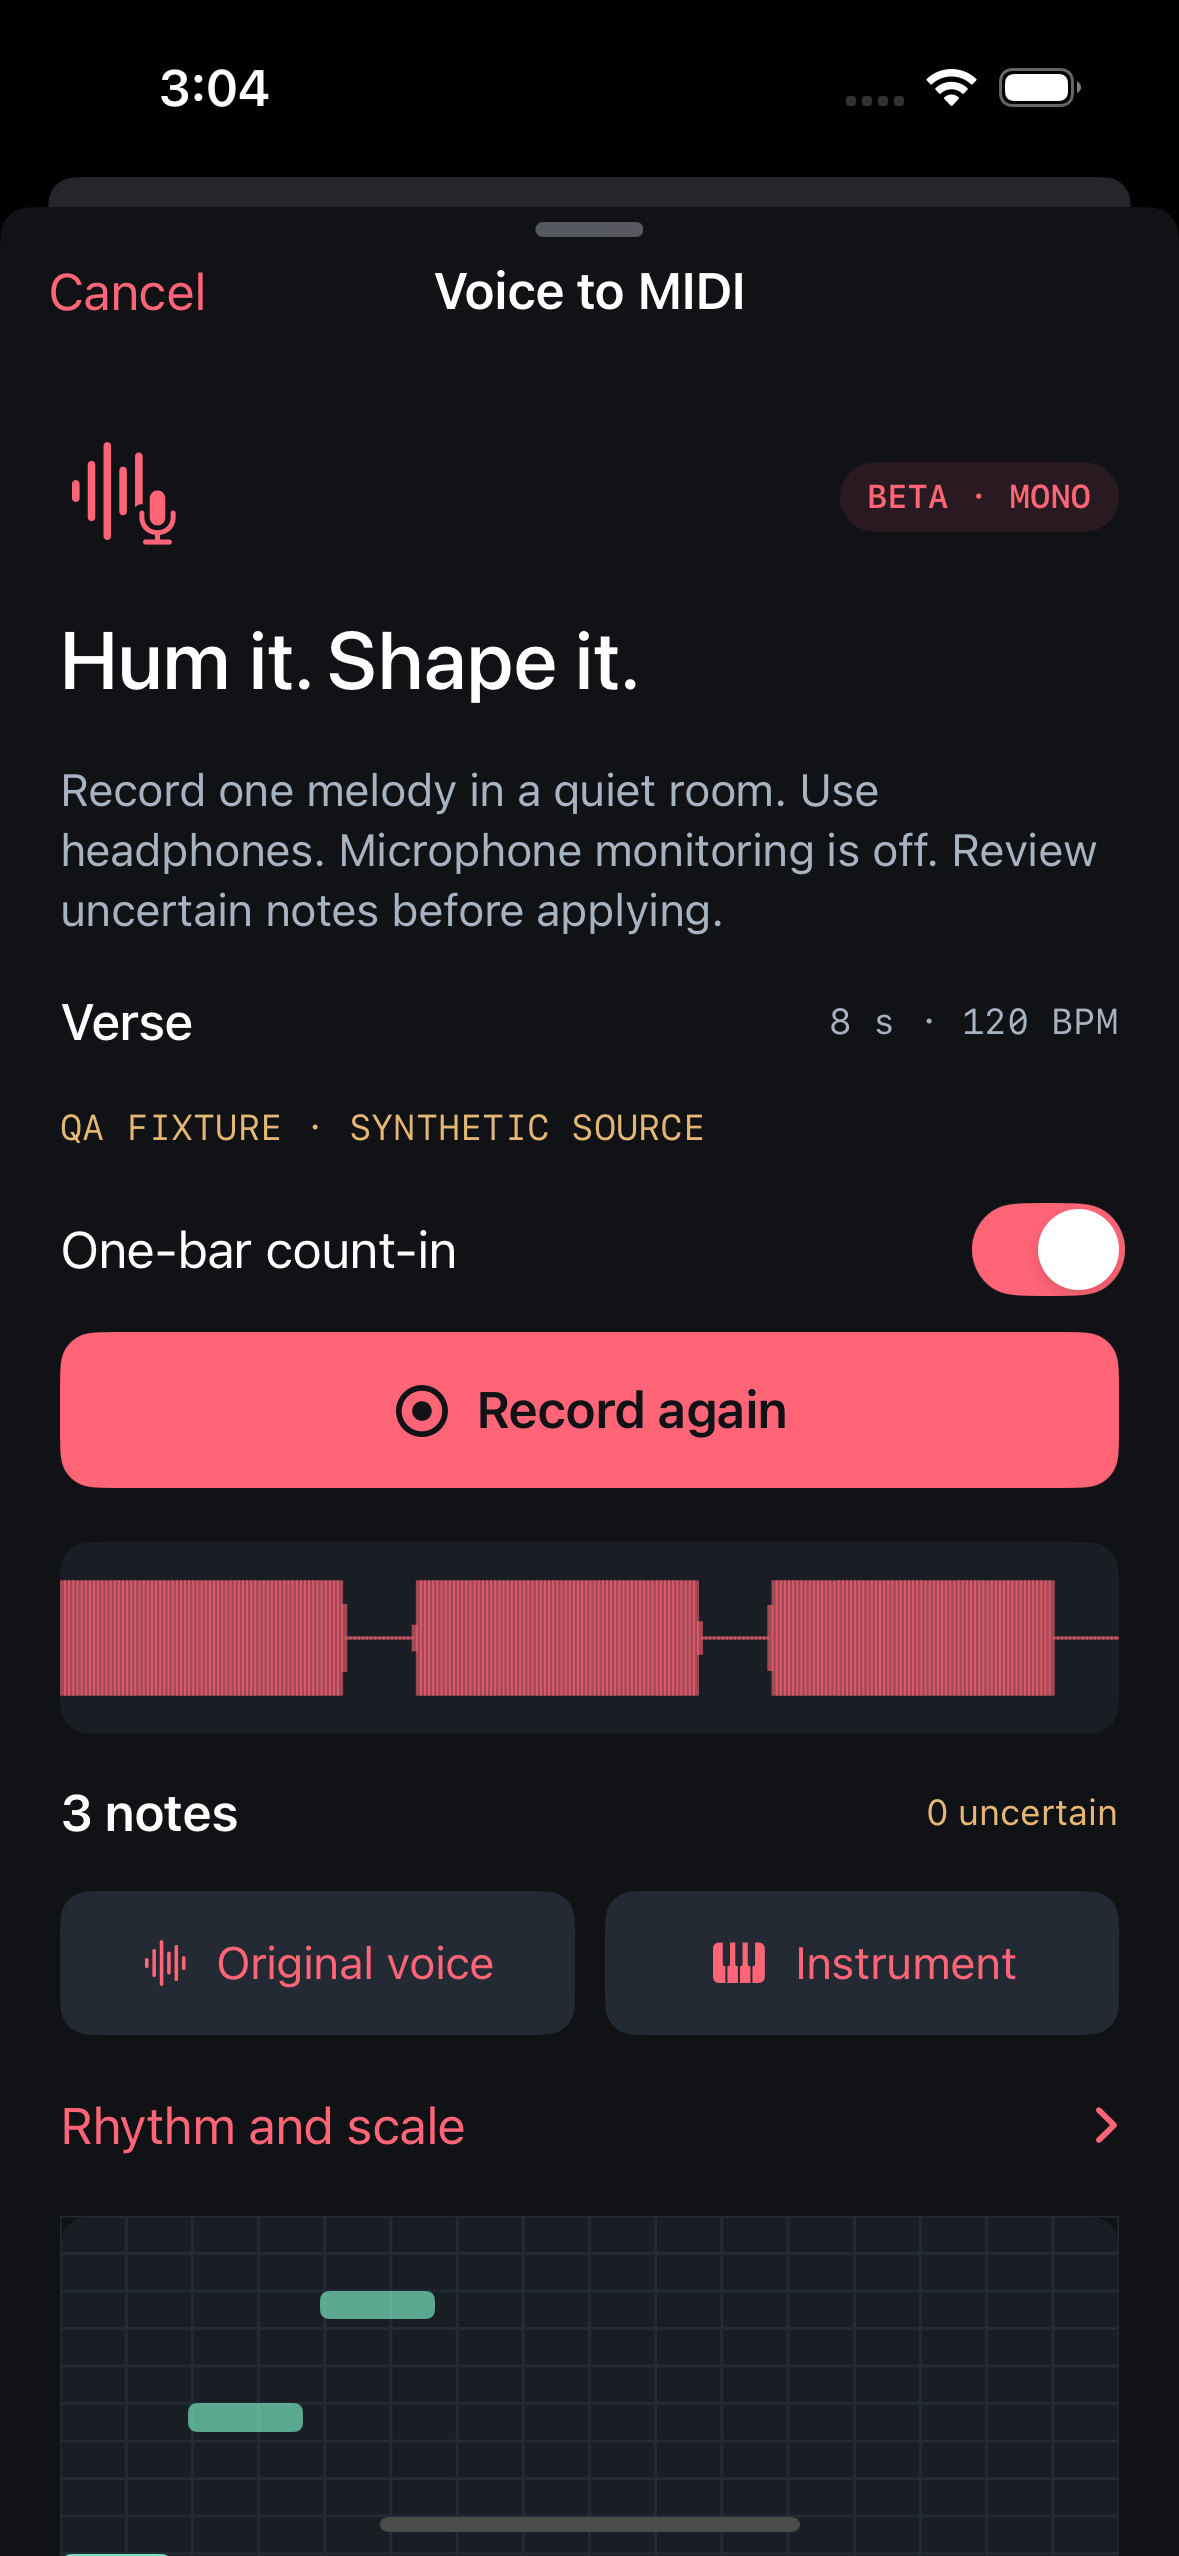 3:04
Cancel
Voice to MIDI
BETA · MONO
Hum it. Shape it.
Record one melody in a quiet room. Use
headphones. Microphone monitoring is off. Review
uncertain notes before applying.
Verse
8 s · 120 BPM
QA FIXTURE · SYNTHETIC SOURCE
One-bar count-in
Record again
3 notes
0 uncertain
Original voice
Instrument
Rhythm and scale